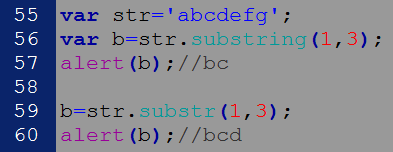 55 var str='abcdefg';
56 var b=str.substring(1,3);
57 alert(b);//bc
58
59 b=str.substr(1,3);
60 alert(b);//bcd